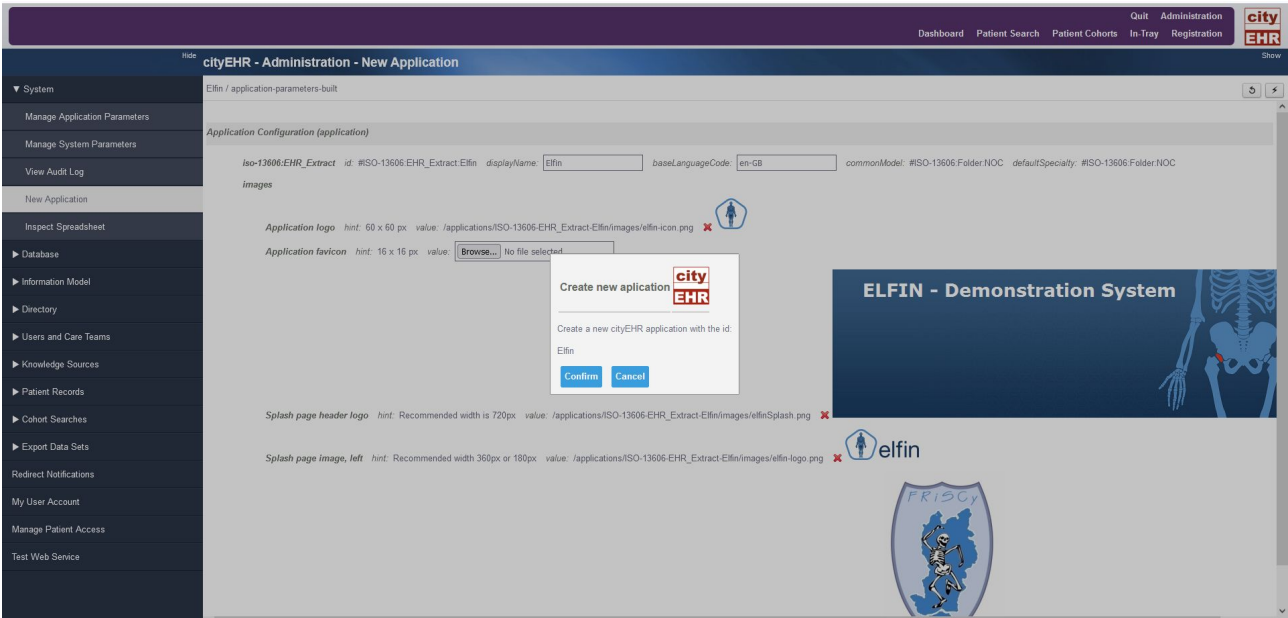 Quit Administration
Dashboard Patient Search Patient Cohorts In-Tray Registration
city
EHR
Hide
cityEHR - Administration - New Application
Show
▼ System
Manage Application Parameters
Manage System Parameters
View Audit Log
New Application
Inspect Spreadsheet
▶ Database
▶ Information Model
▶ Directory
▶ Users and Care Teams
▶ Knowledge Sources
▶ Patient Records
▶ Cohort Searches
▶ Export Data Sets
Redirect Notifications
My User Account
Manage Patient Access
Test Web Service
Elfin / application-parameters-built
Application Configuration (application)
iso-13606:EHR_Extract id: #ISO-13606:EHR_Extract:Elfin displayName: Elfin baseLanguageCode: en-GB commonModel: #ISO-13606:Folder:NOC defaultSpecialty: #ISO-13606:Folder:NOC
images
Application logo hint: 60 x 60 px value: /applications/ISO-13606-EHR_Extract-Elfin/images/elfin-icon.png
Application favicon hint: 16 x 16 px value: Browse... No file selected.
Create new aplication
city
EHR
Create a new cityEHR application with the id:
Elfin
Confirm Cancel
ELFIN - Demonstration System
Splash page header logo hint: Recommended width is 720px value: /applications/ISO-13606-EHR_Extract-Elfin/images/elfinSplash.png
Splash page image, left hint: Recommended width 360px or 180px value: /applications/ISO-13606-EHR_Extract-Elfin/images/elfin-logo.png
elfin
FRiSCy